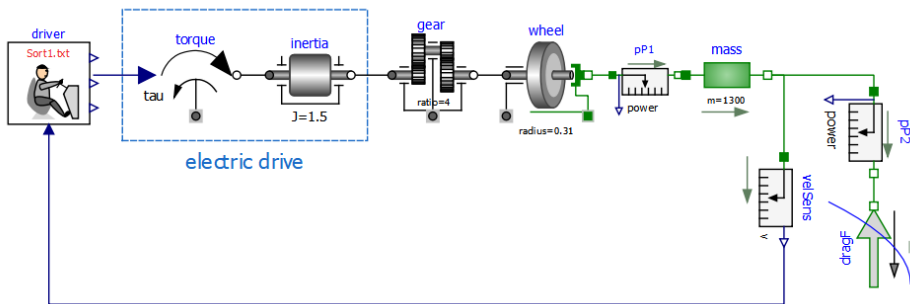 driver
Sort1.txt
torque
tau
inertia
J=1.5
electric drive
gear
ratio=4
wheel
radius=0.31
pP1
power
mass
m=1300
power
pP2
velSens
v
dragF